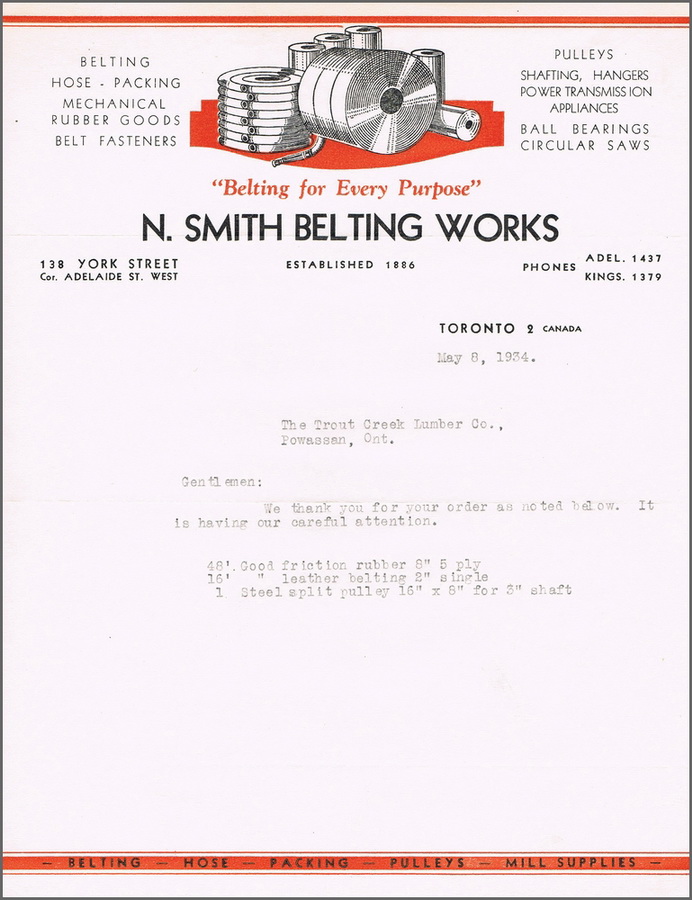 BELTING
HOSE - PACKING
MECHANICAL
RUBBER GOODS
BELT FASTENERS
PULLEYS
SHAFTING, HANGERS
POWER TRANSMISSION
APPLIANCES
BALL BEARINGS
CIRCULAR SAWS
"Belting for Every Purpose"
N. SMITH BELTING WORKS
138 YORK STREET
Cor. ADELAIDE ST. WEST
ESTABLISHED 1886
PHONES ADEL. 1437
KINGS. 1379
TORONTO 2 CANADA
May 8, 1934.
The Trout Creek Lumber Co.,
Powassan, Ont.
Gentlemen:
We thank you for your order as noted below. It
is having our careful attention.
48'. Good friction rubber 8" 5 ply
16' " leather belting 2" single
1 Steel split pulley 16" x 8" for 3" shaft
— BELTING — HOSE — PACKING — PULLEYS — MILL SUPPLIES —